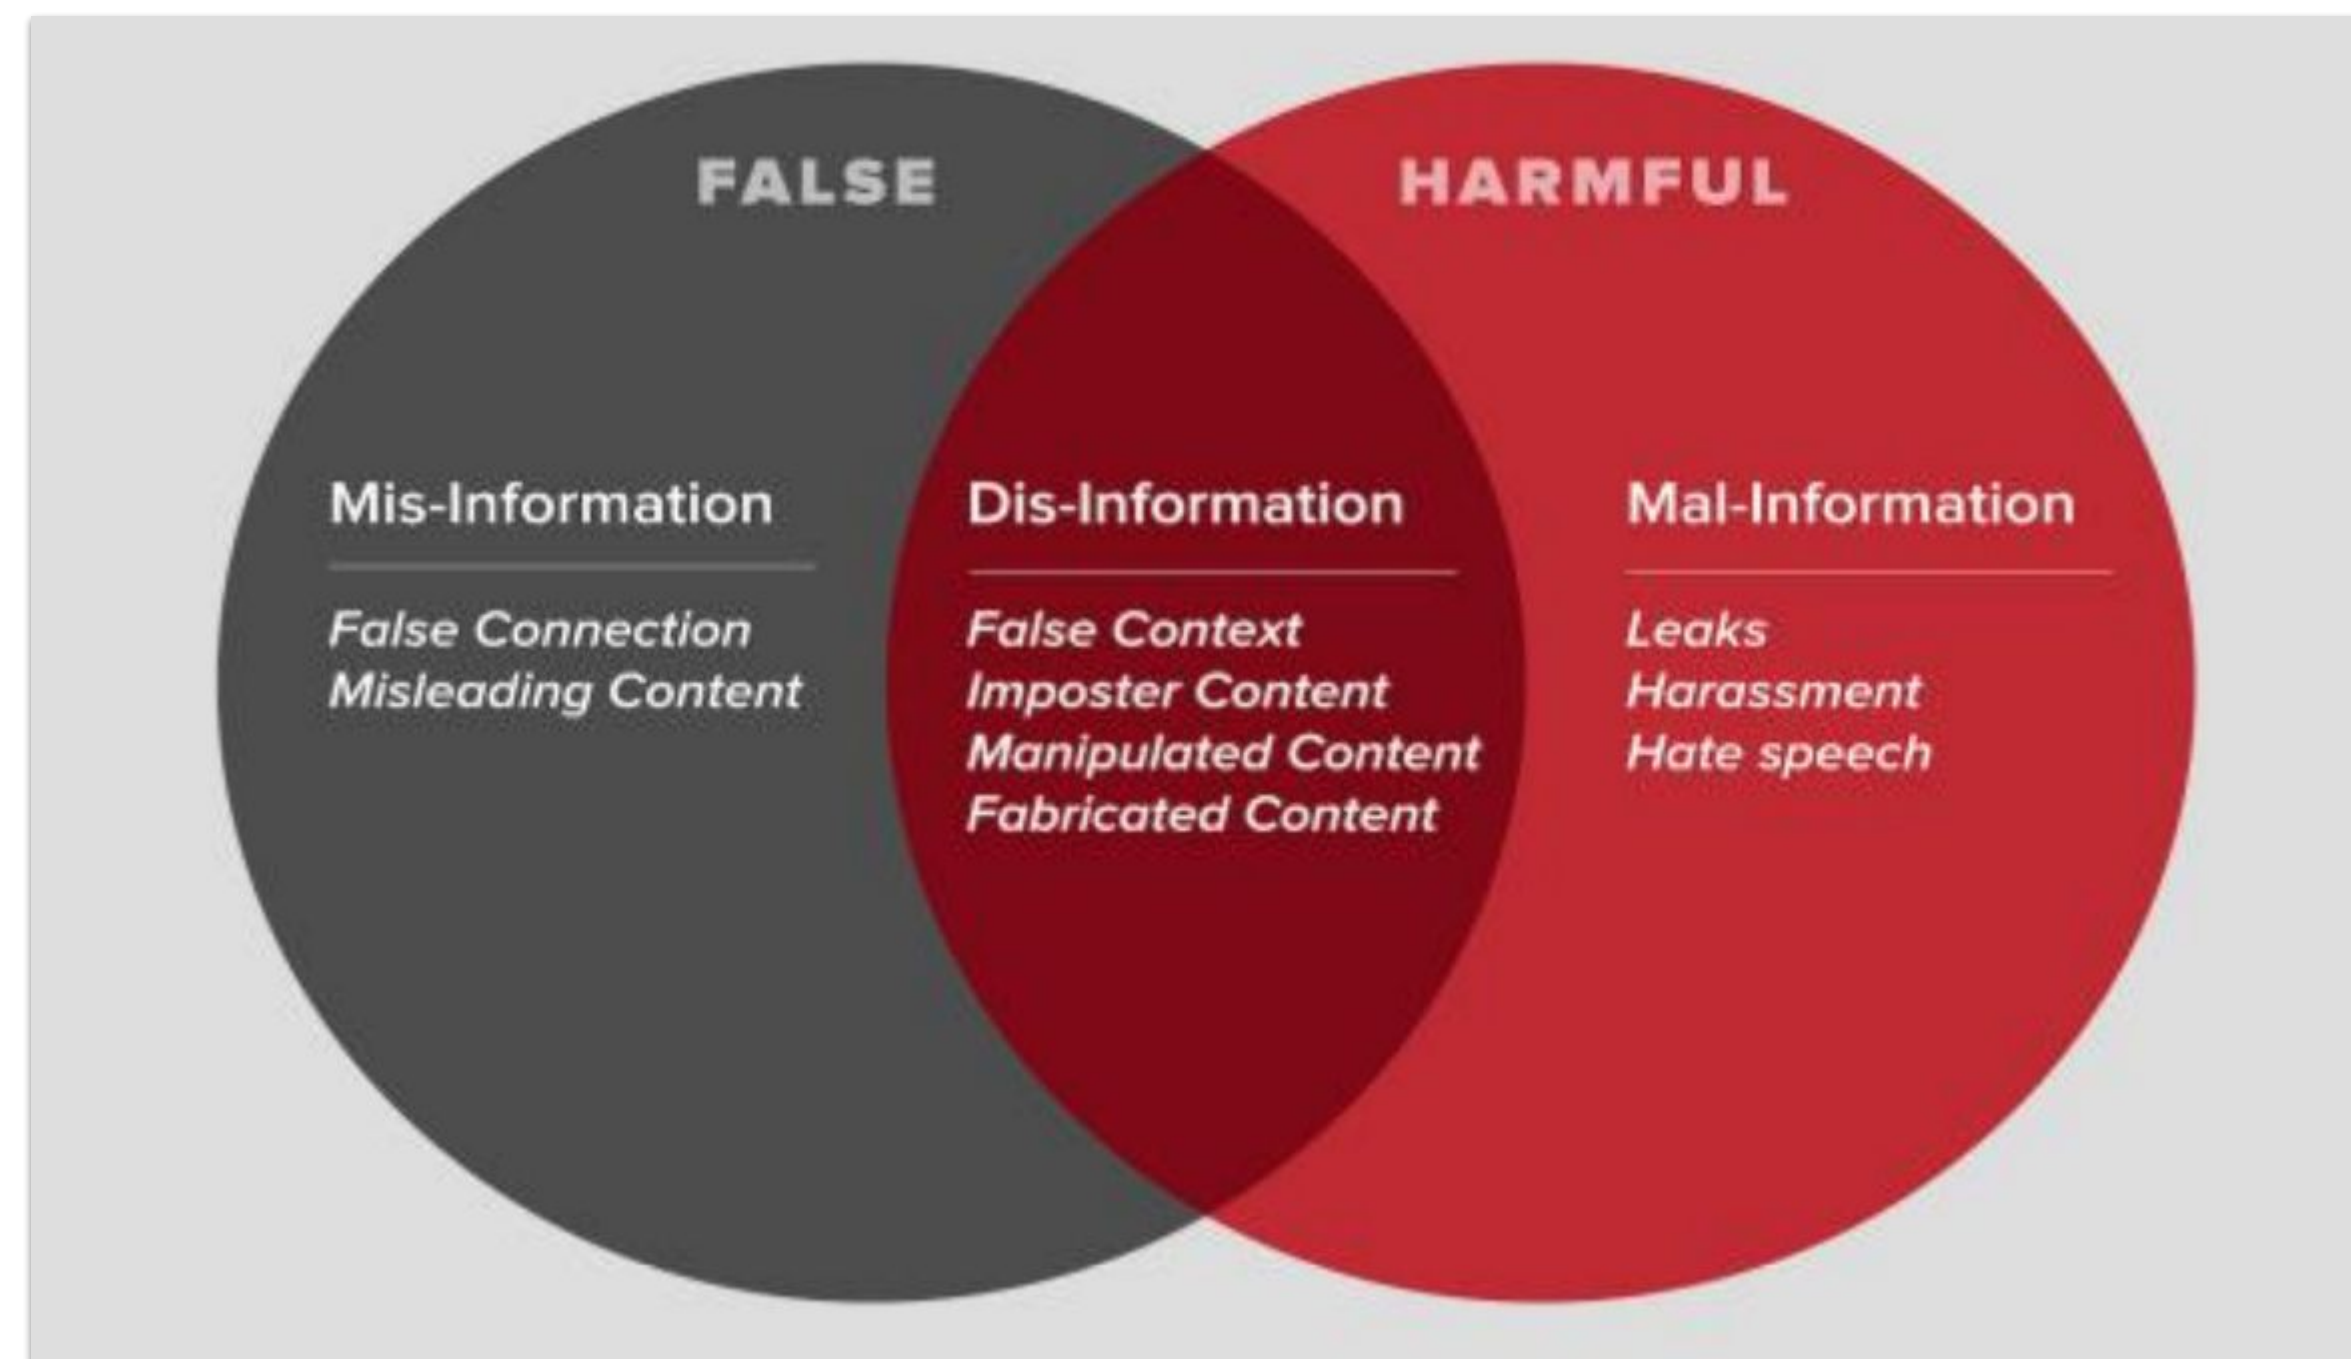 FALSE
HARMFUL
Mis-Information
False Connection
Misleading Content
Dis-Information
False Context
Imposter Content
Manipulated Content
Fabricated Content
Mal-Information
Leaks
Harassment
Hate speech